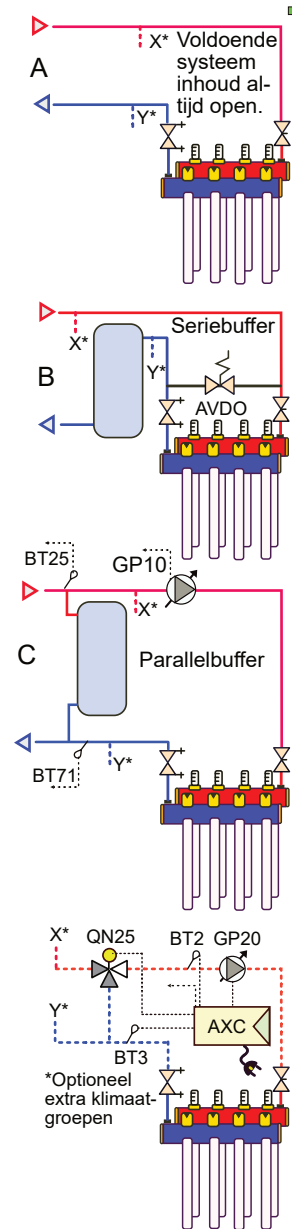 X*
Voldoende
systeem
inhoud al-
tijd open.
A
Y*
Seriebuffer
X*
Y*
B
AVDO
BT25
GP10
X*
C
Parallelbuffer
Y*
BT71
QN25
BT2
GP20
X*
Y*
AXC
BT3
*Optioneel
extra klimaat-
groepen